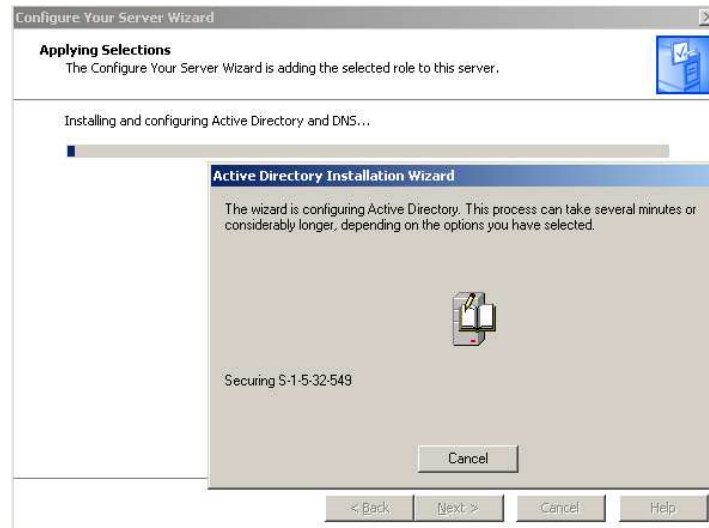 Configure Your Server Wizard
Applying Selections
The Configure Your Server Wizard is adding the selected role to this server.
Installing and configuring Active Directory and DNS...
Active Directory Installation Wizard
The wizard is configuring Active Directory. This process can take several minutes or
considerably longer, depending on the options you have selected.
Securing S-1-5-32-549
Cancel
< Back Next > Cancel Help